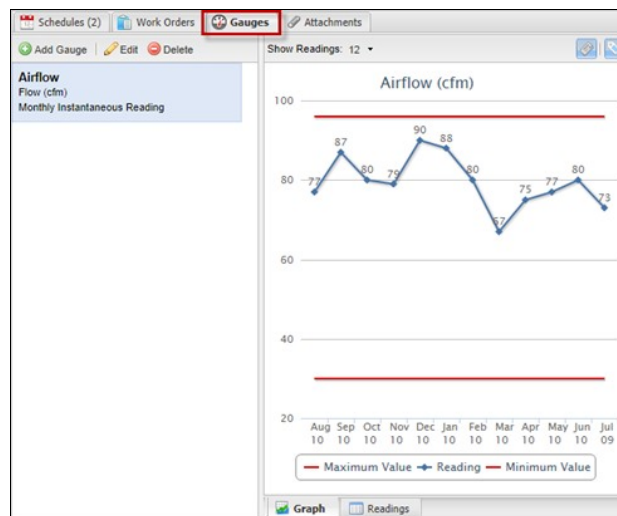 Schedules (2) Work Orders Gauges Attachments
Add Gauge Edit Delete
Show Readings: 12
Airflow
Flow (cfm)
Monthly Instantaneous Reading
Airflow (cfm)
100
80
60
40
20
77 87 80 79 90 88 80 67 75 77 80 73
Aug Sep Oct Nov Dec Jan Feb Mar Apr May Jun Jul
10 10 10 10 10 10 10 10 10 10 10 09
Maximum Value Reading Minimum Value
Graph Readings